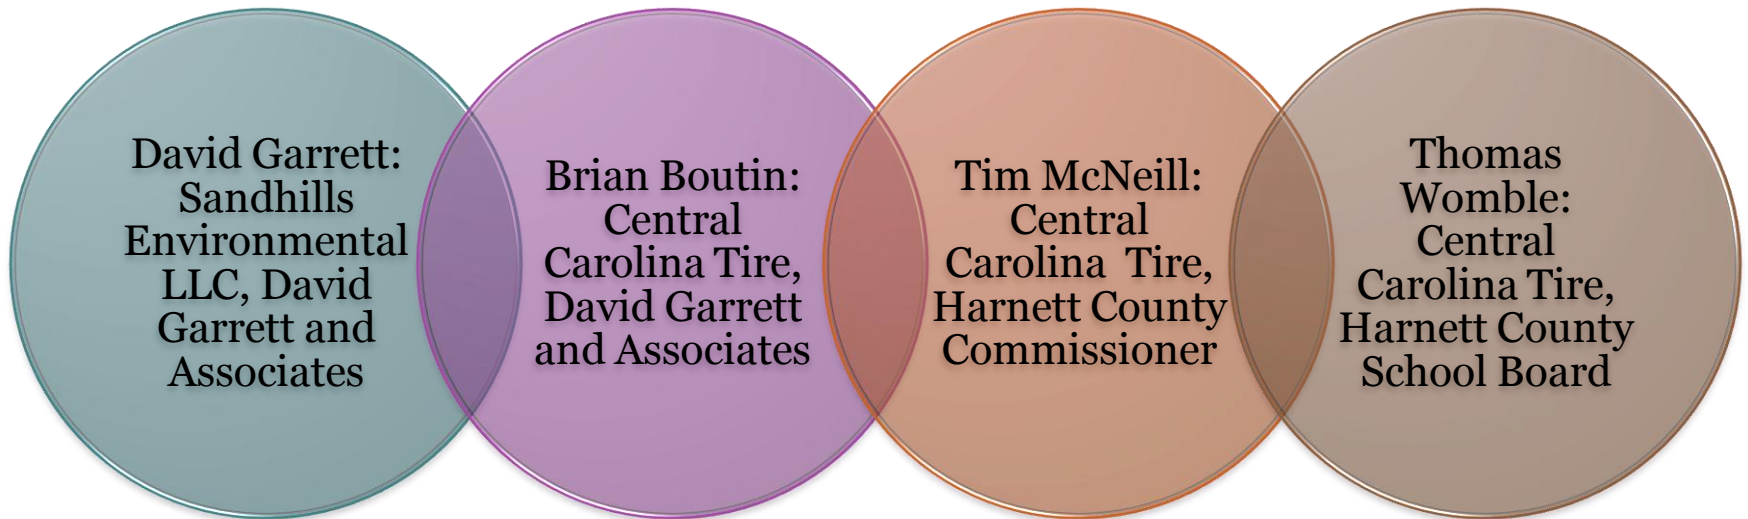 David Garrett:
Sandhills
Environmental
LLC, David
Garrett and
Associates
Brian Boutin:
Central
Carolina Tire,
David Garrett
and Associates
Tim McNeill:
Central
Carolina  Tire,
Harnett County
Commissioner
Thomas
Womble:
Central
Carolina Tire,
Harnett County
School Board